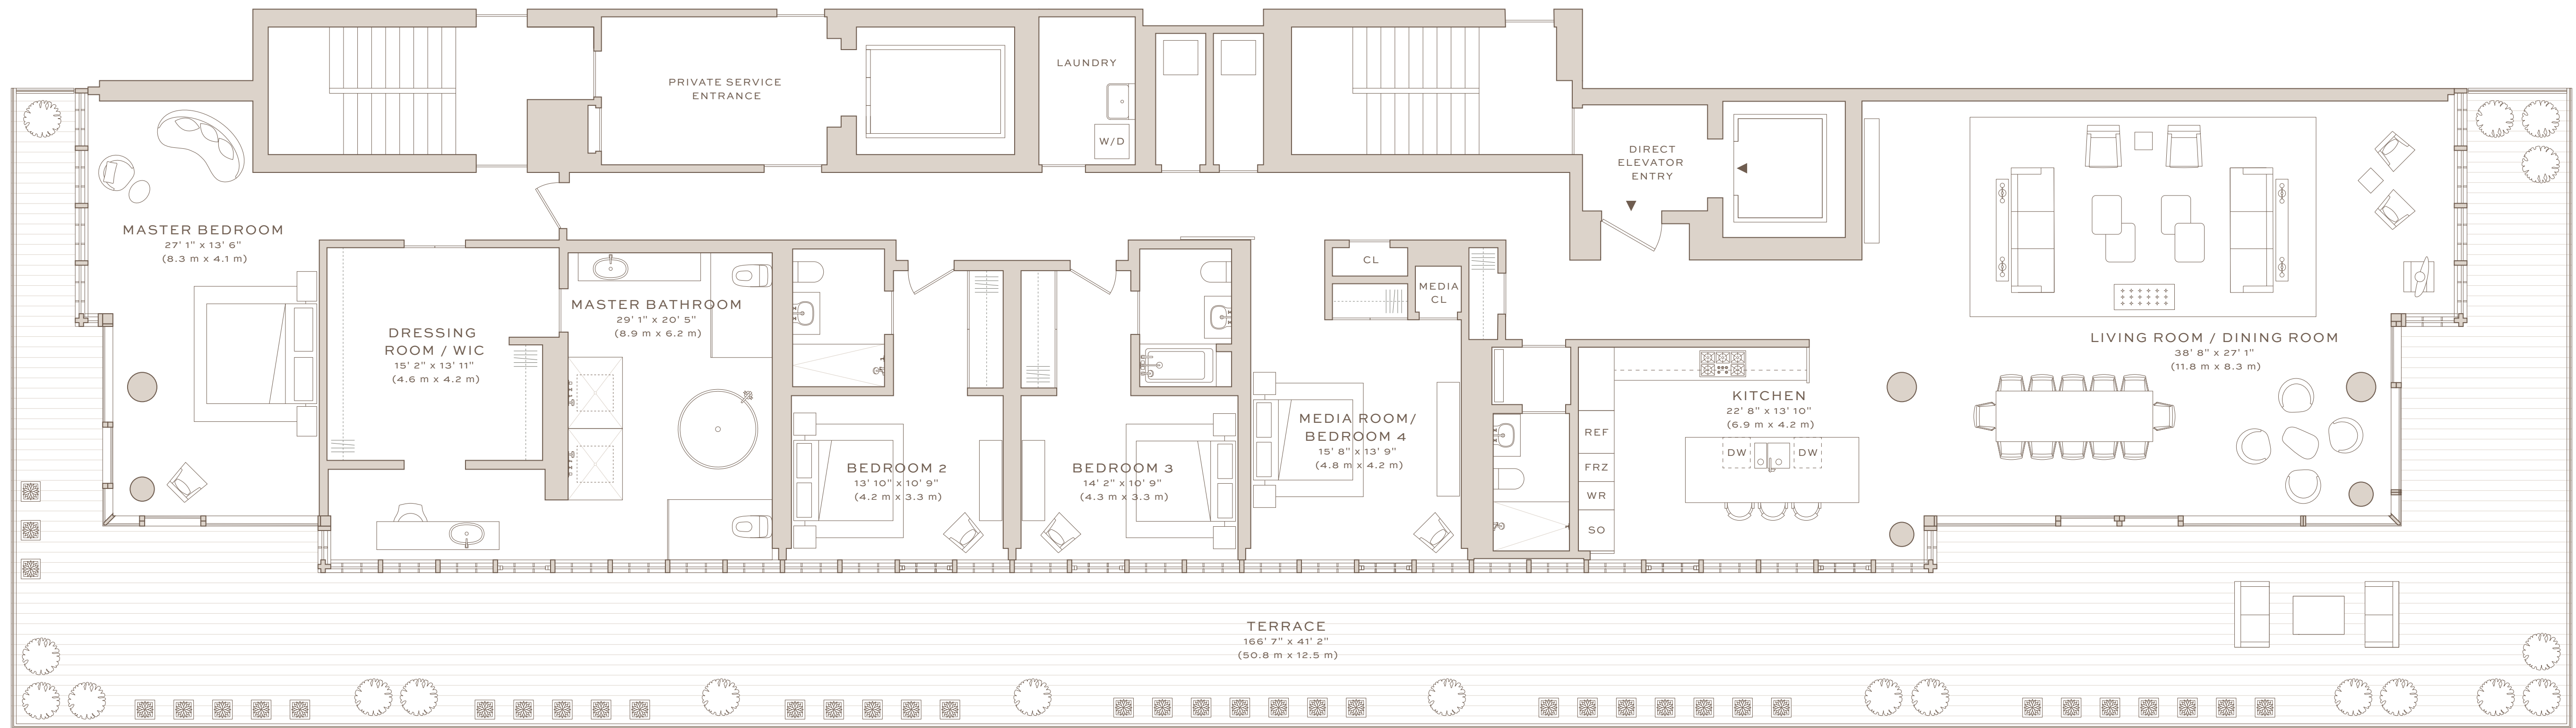 PRIVATE SERVICE
ENTRANCE
LAUNDRY
W/D
DIRECT
ELEVATOR
ENTRY
MASTER BEDROOM
27' 1" x 13' 6"
(8.3 m x 4.1 m)
DRESSING
ROOM / WIC
15' 2" x 13' 11"
(4.6 m x 4.2 m)
MASTER BATHROOM
29' 1" x 20' 5"
(8.9 m x 6.2 m)
BEDROOM 2
13' 10" x 10' 9"
(4.2 m x 3.3 m)
BEDROOM 3
14' 2" x 10' 9"
(4.3 m x 3.3 m)
CL
MEDIA
CL
MEDIA ROOM/
BEDROOM 4
15' 8" x 13' 9"
(4.8 m x 4.2 m)
REF
FRZ
WR
SO
KITCHEN
22' 8" x 13' 10"
(6.9 m x 4.2 m)
DW
DW
LIVING ROOM / DINING ROOM
38' 8" x 27' 1"
(11.8 m x 8.3 m)
TERRACE
166' 7" x 41' 2"
(50.8 m x 12.5 m)